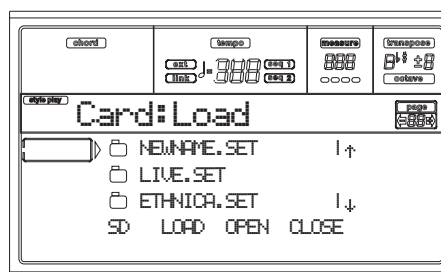 chord tempo measure transpose
ext seq 1
link seq 2
octave
style play page
Card:Load
NEWNAME.SET
LIVE.SET
ETHNICA.SET
SD LOAD OPEN CLOSE